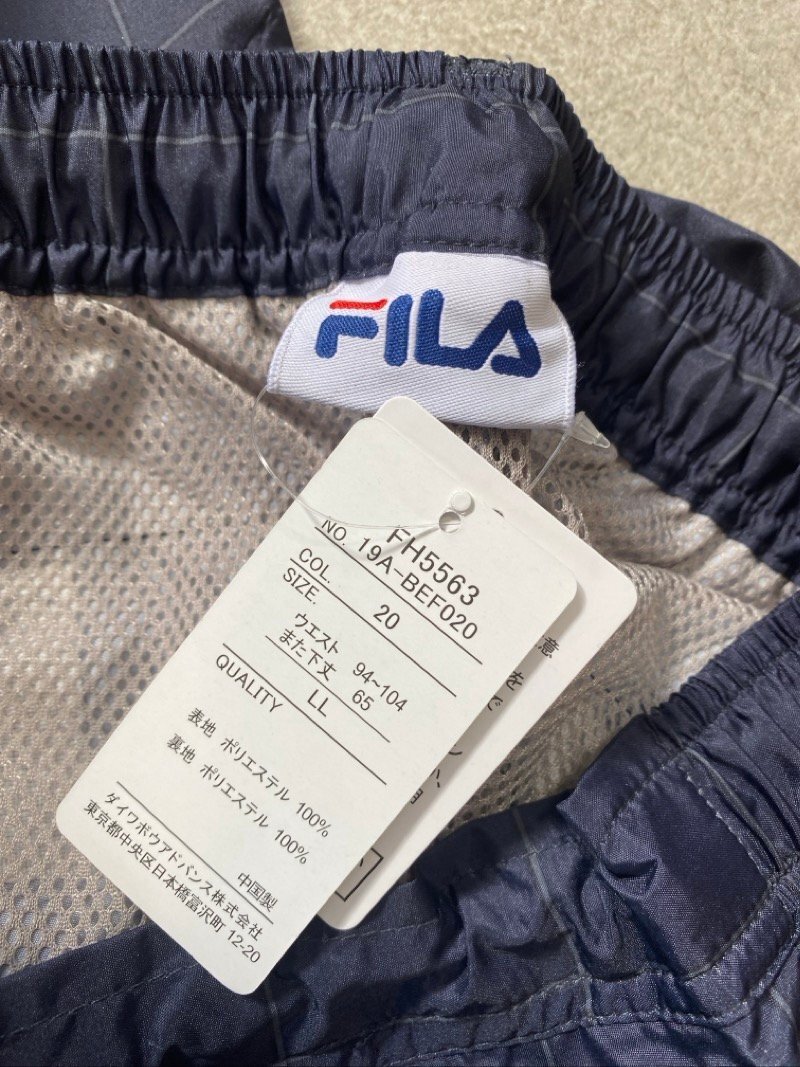 FILA
FH5563
NO. 19A-BEF020
COL. 20
SIZE.
ウエスト 94~104
また下丈 65
LL
QUALITY
表地 ポリエステル 100%
裏地 ポリエステル 100%
中国製
ダイワボウアドバンス株式会社
東京都中央区日本橋富沢町 12-20
意
を
で